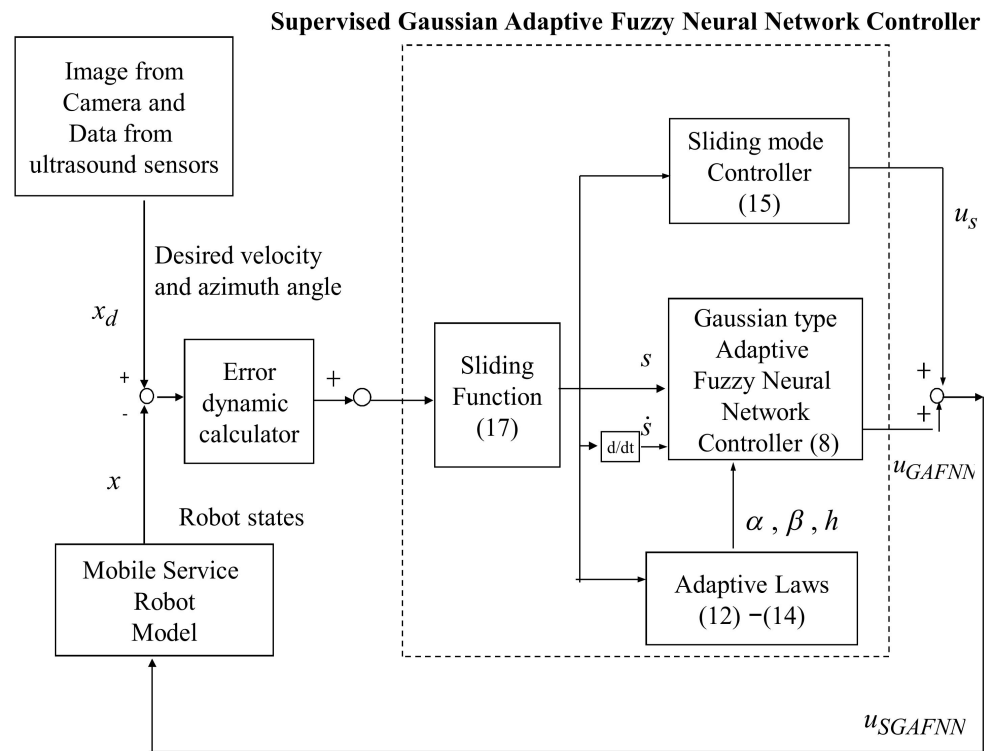 Supervised Gaussian Adaptive Fuzzy Neural Network Controller
Image from
Camera and
Data from
ultrasound sensors
Desired velocity
and azimuth angle
x_d
+
-
x
Error
dynamic
calculator
+
Robot states
Mobile Service
Robot
Model
Sliding
Function
(17)
Sliding mode
Controller
(15)
s
d/dt
ṡ
Gaussian type
Adaptive
Fuzzy Neural
Network
Controller (8)
α , β , h
Adaptive Laws
(12) −(14)
u_s
+
+
u_GAFNN
u_SGAFNN